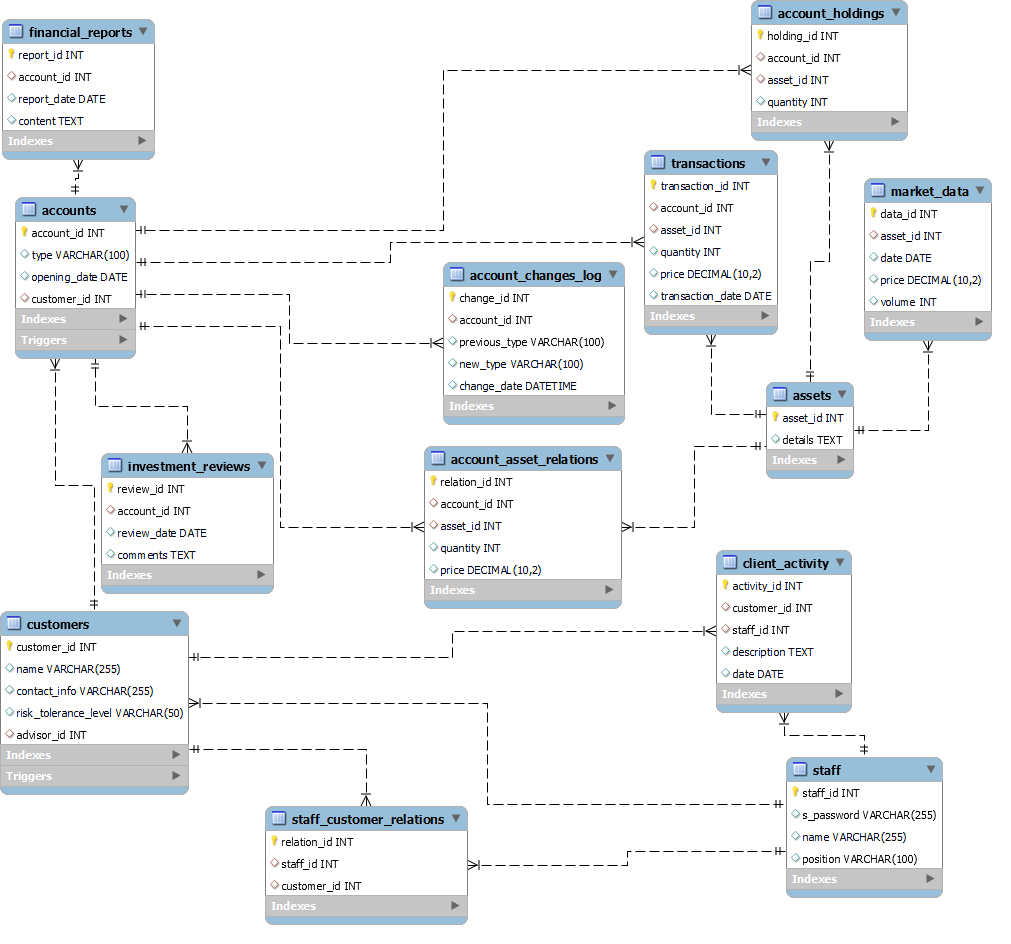 financial_reports
report_id INT
account_id INT
report_date DATE
content TEXT
Indexes
account_holdings
holding_id INT
account_id INT
asset_id INT
quantity INT
Indexes
transactions
transaction_id INT
account_id INT
asset_id INT
quantity INT
price DECIMAL(10,2)
transaction_date DATE
Indexes
market_data
data_id INT
asset_id INT
date DATE
price DECIMAL(10,2)
volume INT
Indexes
accounts
account_id INT
type VARCHAR(100)
opening_date DATE
customer_id INT
Indexes
Triggers
account_changes_log
change_id INT
account_id INT
previous_type VARCHAR(100)
new_type VARCHAR(100)
change_date DATETIME
Indexes
assets
asset_id INT
details TEXT
Indexes
investment_reviews
review_id INT
account_id INT
review_date DATE
comments TEXT
Indexes
account_asset_relations
relation_id INT
account_id INT
asset_id INT
quantity INT
price DECIMAL(10,2)
Indexes
client_activity
activity_id INT
customer_id INT
staff_id INT
description TEXT
date DATE
Indexes
customers
customer_id INT
name VARCHAR(255)
contact_info VARCHAR(255)
risk_tolerance_level VARCHAR(50)
advisor_id INT
Indexes
Triggers
staff
staff_id INT
s_password VARCHAR(255)
name VARCHAR(255)
position VARCHAR(100)
Indexes
staff_customer_relations
relation_id INT
staff_id INT
customer_id INT
Indexes